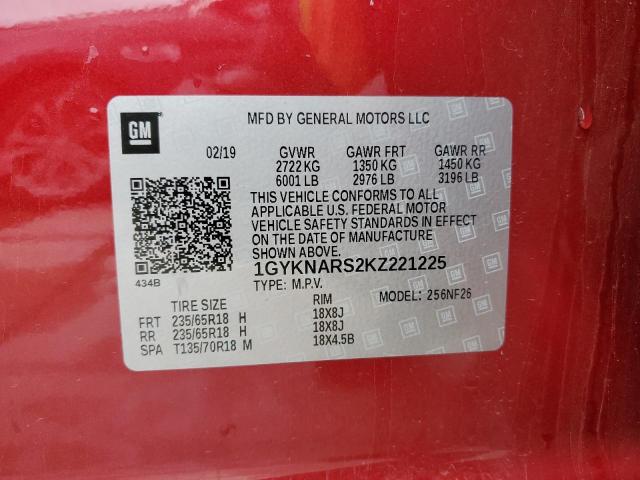 GM
MFD BY GENERAL MOTORS LLC
02/19 GVWR GAWR FRT GAWR RR
2722 KG 1350 KG 1450 KG
6001 LB 2976 LB 3196 LB
THIS VEHICLE CONFORMS TO ALL
APPLICABLE U.S. FEDERAL MOTOR
VEHICLE SAFETY STANDARDS IN EFFECT
ON THE DATE OF MANUFACTURE
SHOWN ABOVE.
1GYKNARS2KZ221225
434B
TYPE: M.P.V. MODEL: 256NF26
TIRE SIZE RIM
FRT 235/65R18 H 18X8J
RR 235/65R18 H 18X8J
SPA T135/70R18 M 18X4.5B